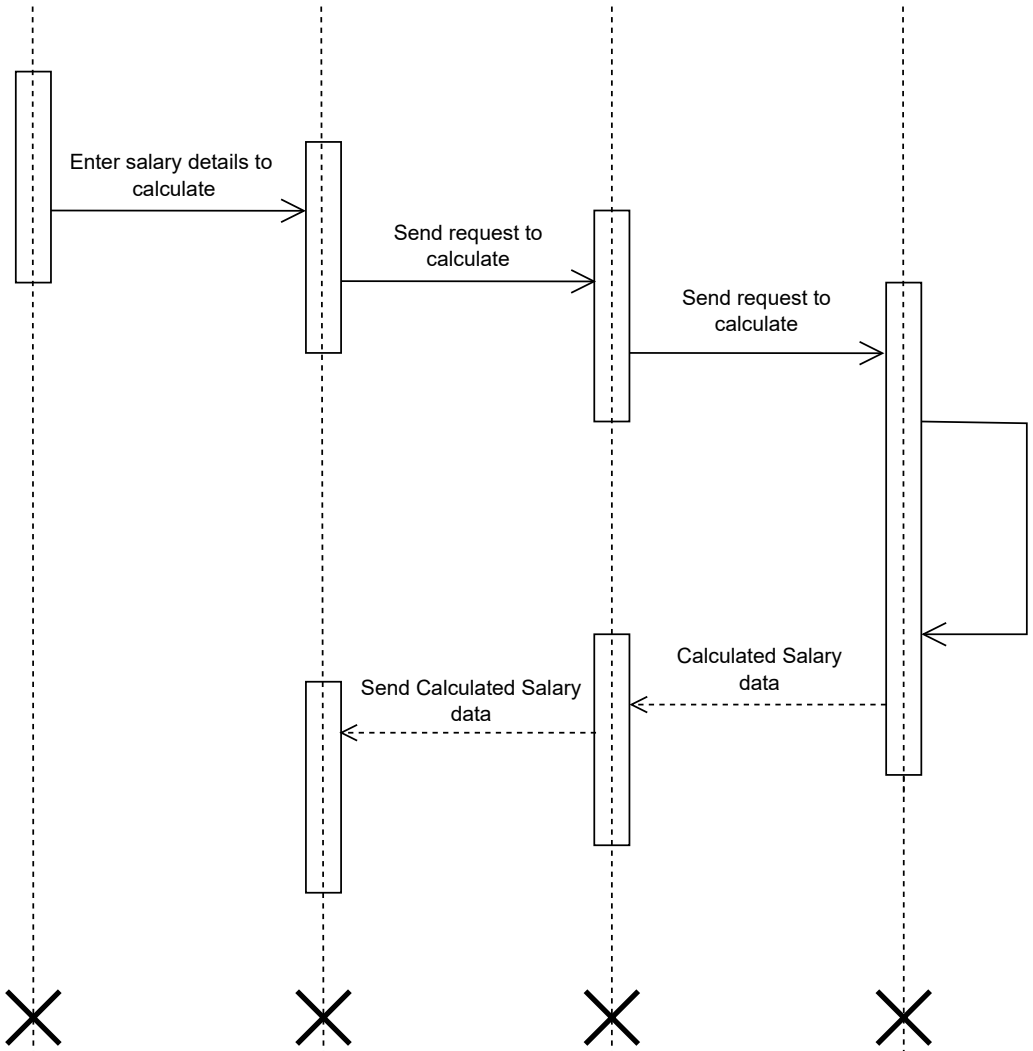 Enter salary details to
calculate
Send request to
calculate
Send request to
calculate
Calculated Salary
data
Send Calculated Salary
data